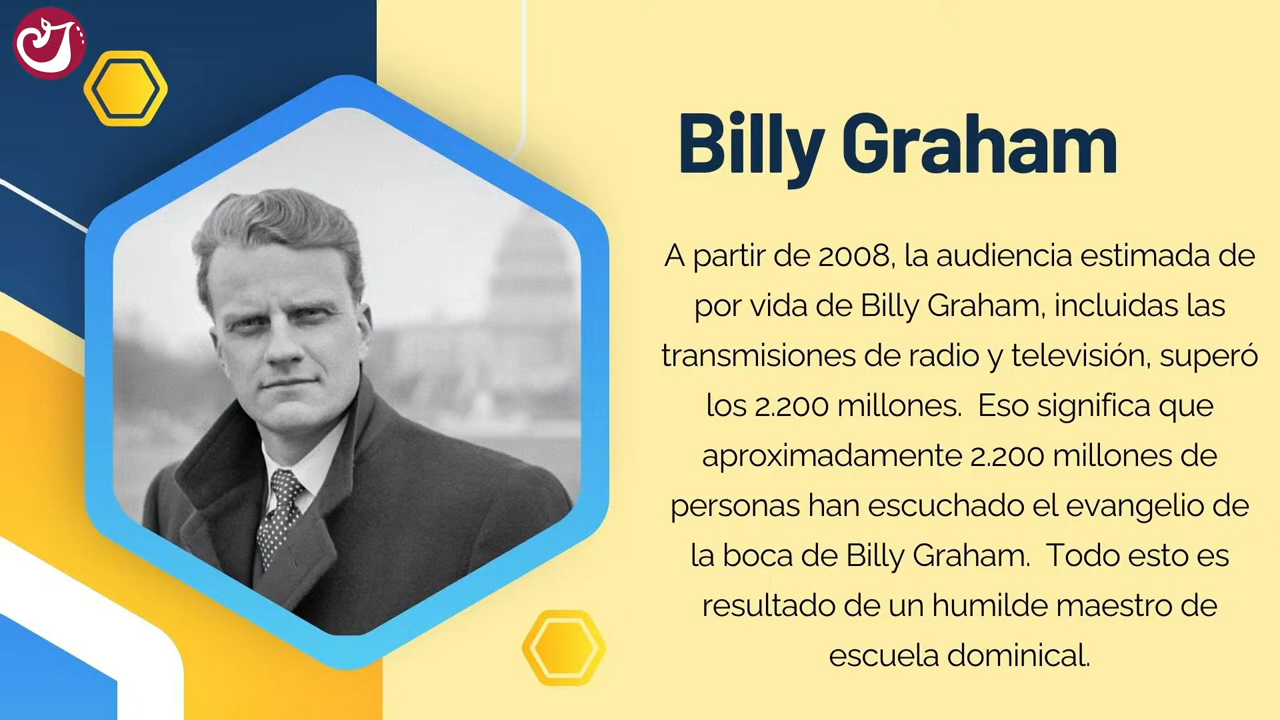 Billy Graham
A partir de 2008, la audiencia estimada de
por vida de Billy Graham, incluidas las
transmisiones de radio y televisión, superó
los 2.200 millones.  Eso significa que
aproximadamente 2.200 millones de
personas han escuchado el evangelio de
la boca de Billy Graham.  Todo esto es
resultado de un humilde maestro de
escuela dominical.